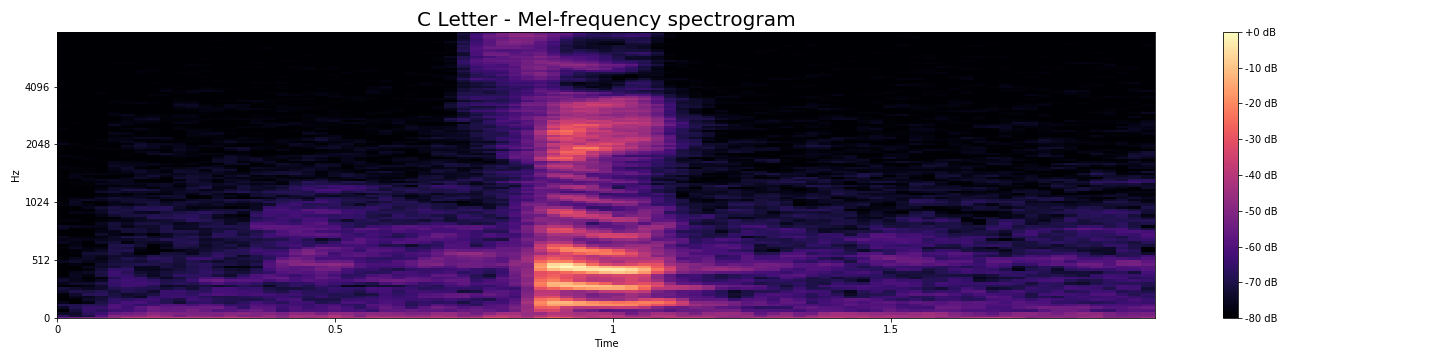 C Letter - Mel-frequency spectrogram
Hz
4096
2048
1024
512
0
0
0.5
1
1.5
Time
+0 dB
-10 dB
-20 dB
-30 dB
-40 dB
-50 dB
-60 dB
-70 dB
-80 dB